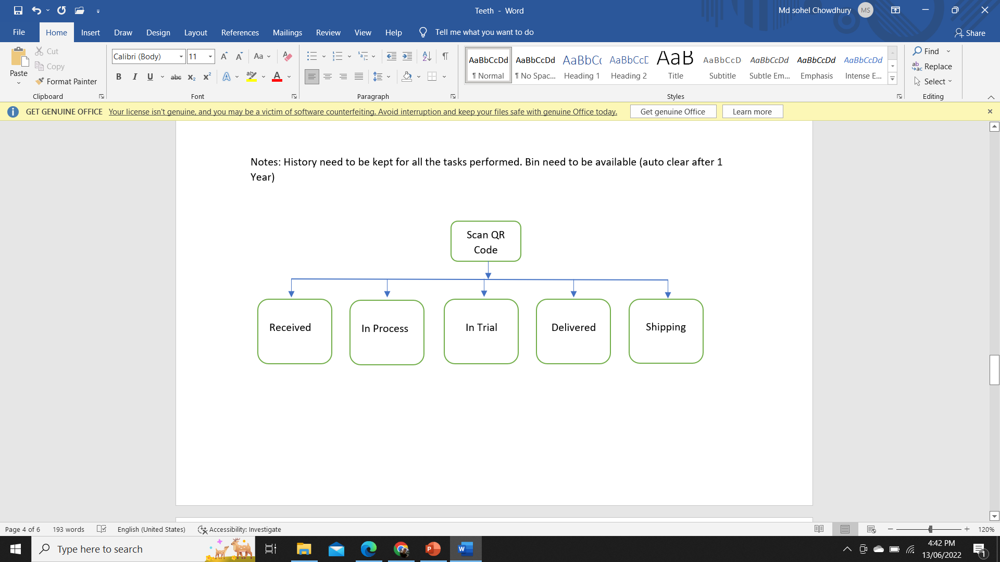 Teeth - Word
Md sohel Chowdhury MS
File Home Insert Draw Design Layout References Mailings Review View Help Tell me what you want to do Share
Paste
Cut
Copy
Format Painter
Clipboard
Calibri (Body) 11 A A Aa A
B I U abc x2 x2 A ab A
Font
Paragraph
AaBbCcDd AaBbCcDd AaBbCc AaBbCcD AaB AaBbCcD AaBbCcDd AaBbCcDd AaBbCcDd
¶ Normal ¶ No Spac... Heading 1 Heading 2 Title Subtitle Subtle Em... Emphasis Intense E...
Styles
Find
Replace
Select
Editing
GET GENUINE OFFICE Your license isn't genuine, and you may be a victim of software counterfeiting. Avoid interruption and keep your files safe with genuine Office today. Get genuine Office Learn more
Notes: History need to be kept for all the tasks performed. Bin need to be available (auto clear after 1
Year)
Scan QR
Code
Received In Process In Trial Delivered Shipping
Page 4 of 6 193 words English (United States) Accessibility: Investigate 120%
Type here to search
4:42 PM
13/06/2022
1